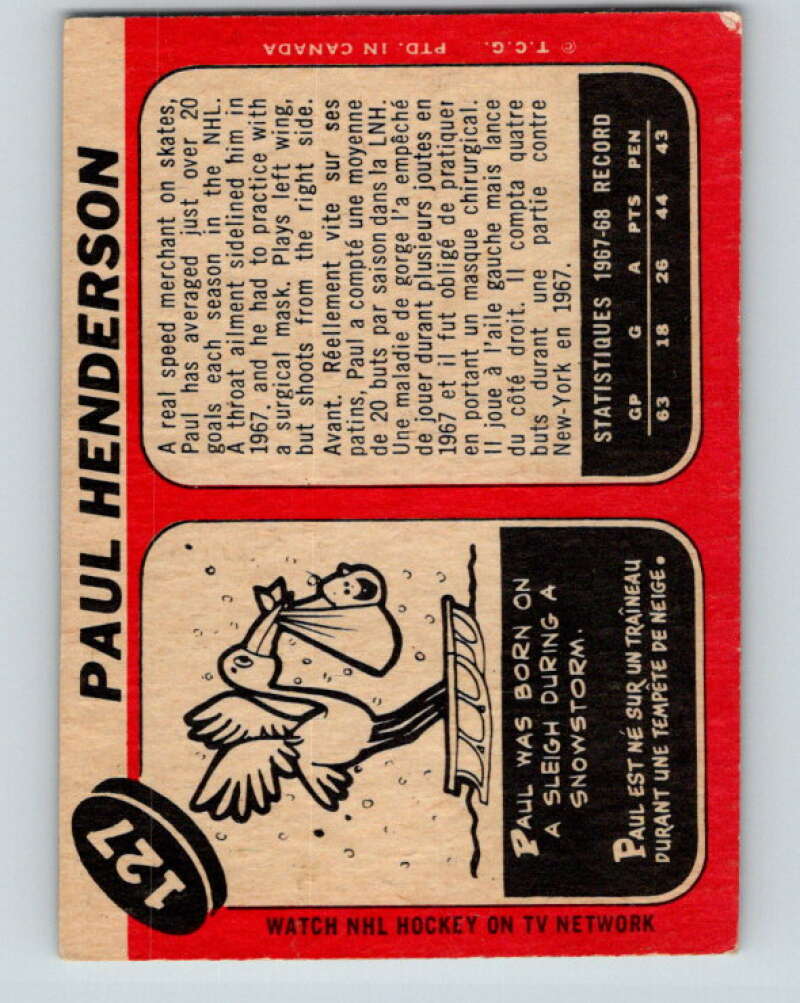 127
PAUL HENDERSON
PAUL WAS BORN ON
A SLEIGH DURING A
SNOWSTORM.
PAUL EST NÉ SUR UN TRAÎNEAU
DURANT UNE TEMPÊTE DE NEIGE.
WATCH NHL HOCKEY ON TV NETWORK
A real speed merchant on skates,
Paul has averaged just over 20
goals each season in the NHL.
A throat ailment sidelined him in
1967, and he had to practice with
a surgical mask. Plays left wing,
but shoots from the right side.
Avant. Réellement vite sur ses
patins, Paul a compté une moyenne
de 20 buts par saison dans la LNH.
Une maladie de gorge l'a empêché
de jouer durant plusieurs joutes en
1967 et il fut obligé de pratiquer
en portant un masque chirurgical.
Il joue à l'aile gauche mais lance
du côté droit. Il compta quatre
buts durant une partie contre
New-York en 1967.
STATISTIQUES 1967-68 RECORD
GP G A PTS PEN
63 18 26 44 43
© T.C.G. PTD. IN CANADA